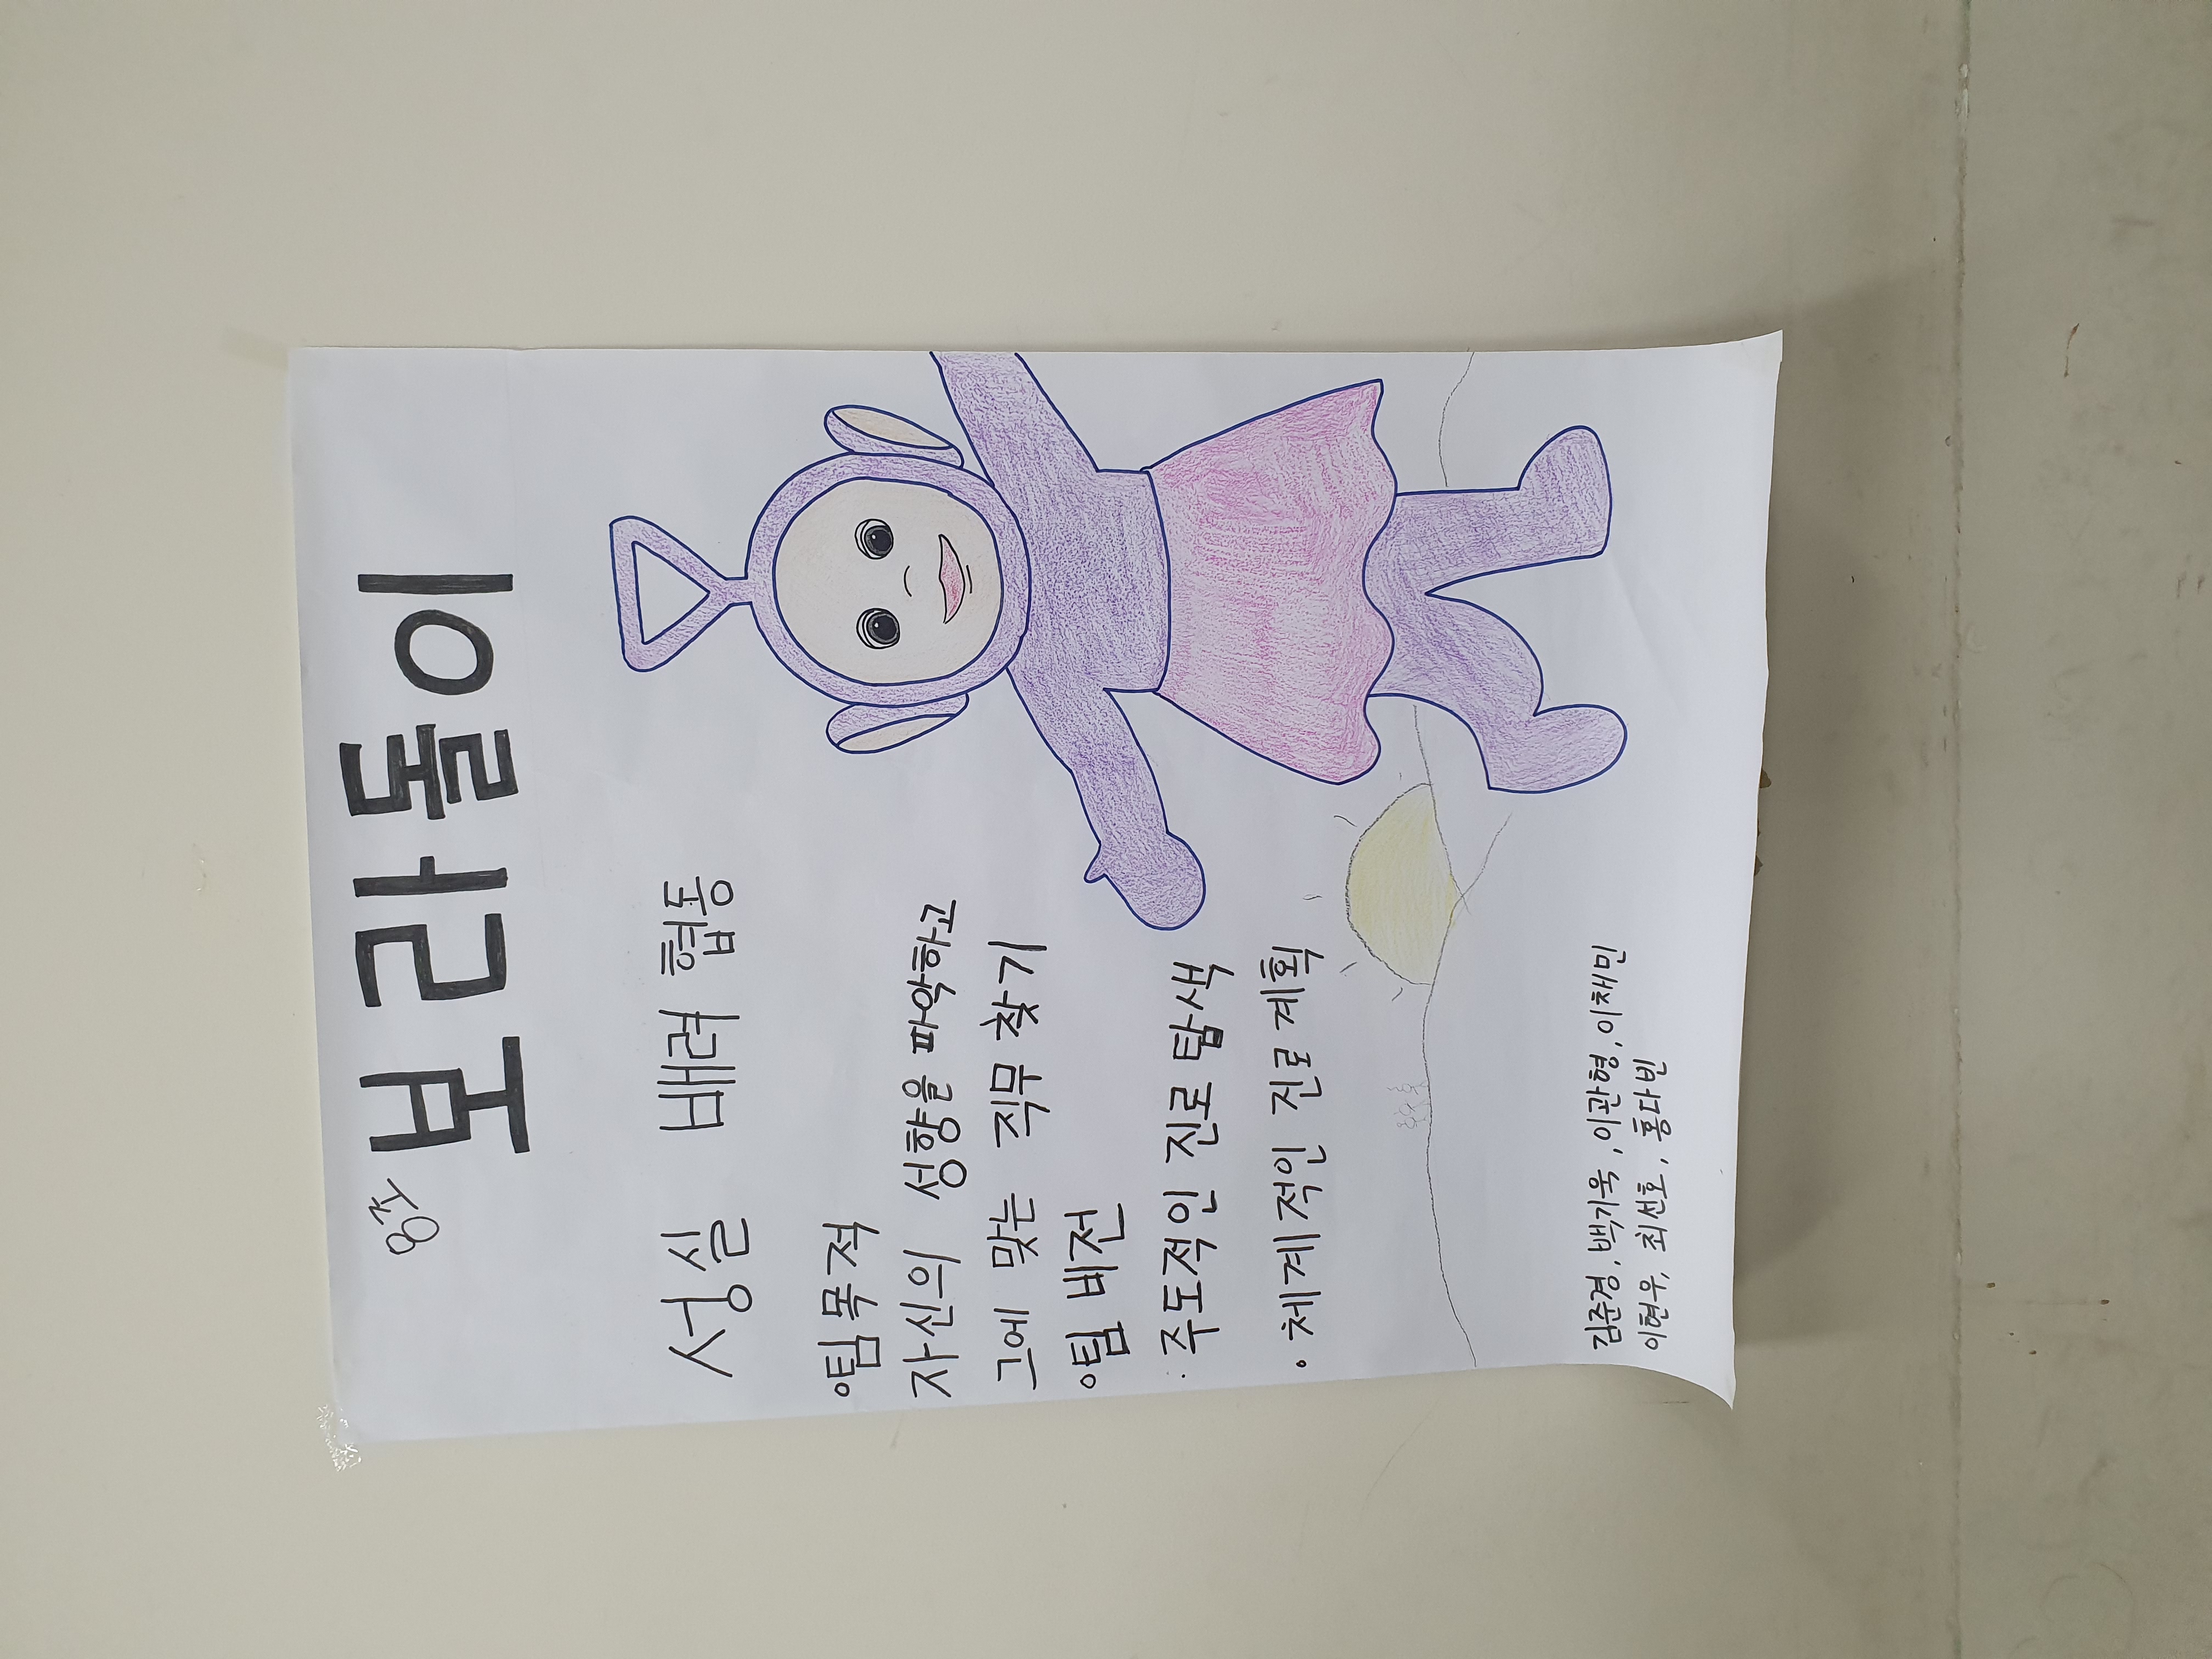 8조 보라돌이
성실 배려 협동
°팀 목적
자신의 성향을 파악하고
그에 맞는 직무 찾기
°팀 비전
· 주도적인 진로 탐색
· 체계적인 진로 계획
김준경, 백기욱, 이관형, 이채민
이현우, 최선호, 홍다빈